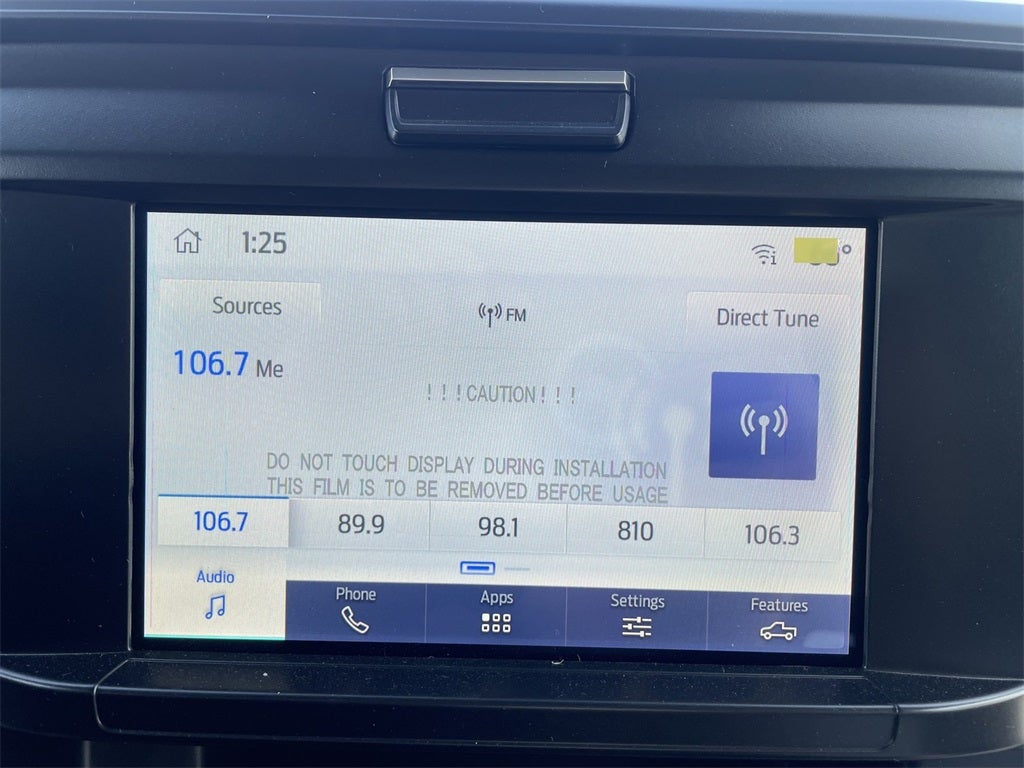 1:25
Sources
FM
Direct Tune
106.7 Me
!!!CAUTION!!!
DO NOT TOUCH DISPLAY DURING INSTALLATION
THIS FILM IS TO BE REMOVED BEFORE USAGE
106.7 89.9 98.1 810 106.3
Audio Phone Apps Settings Features